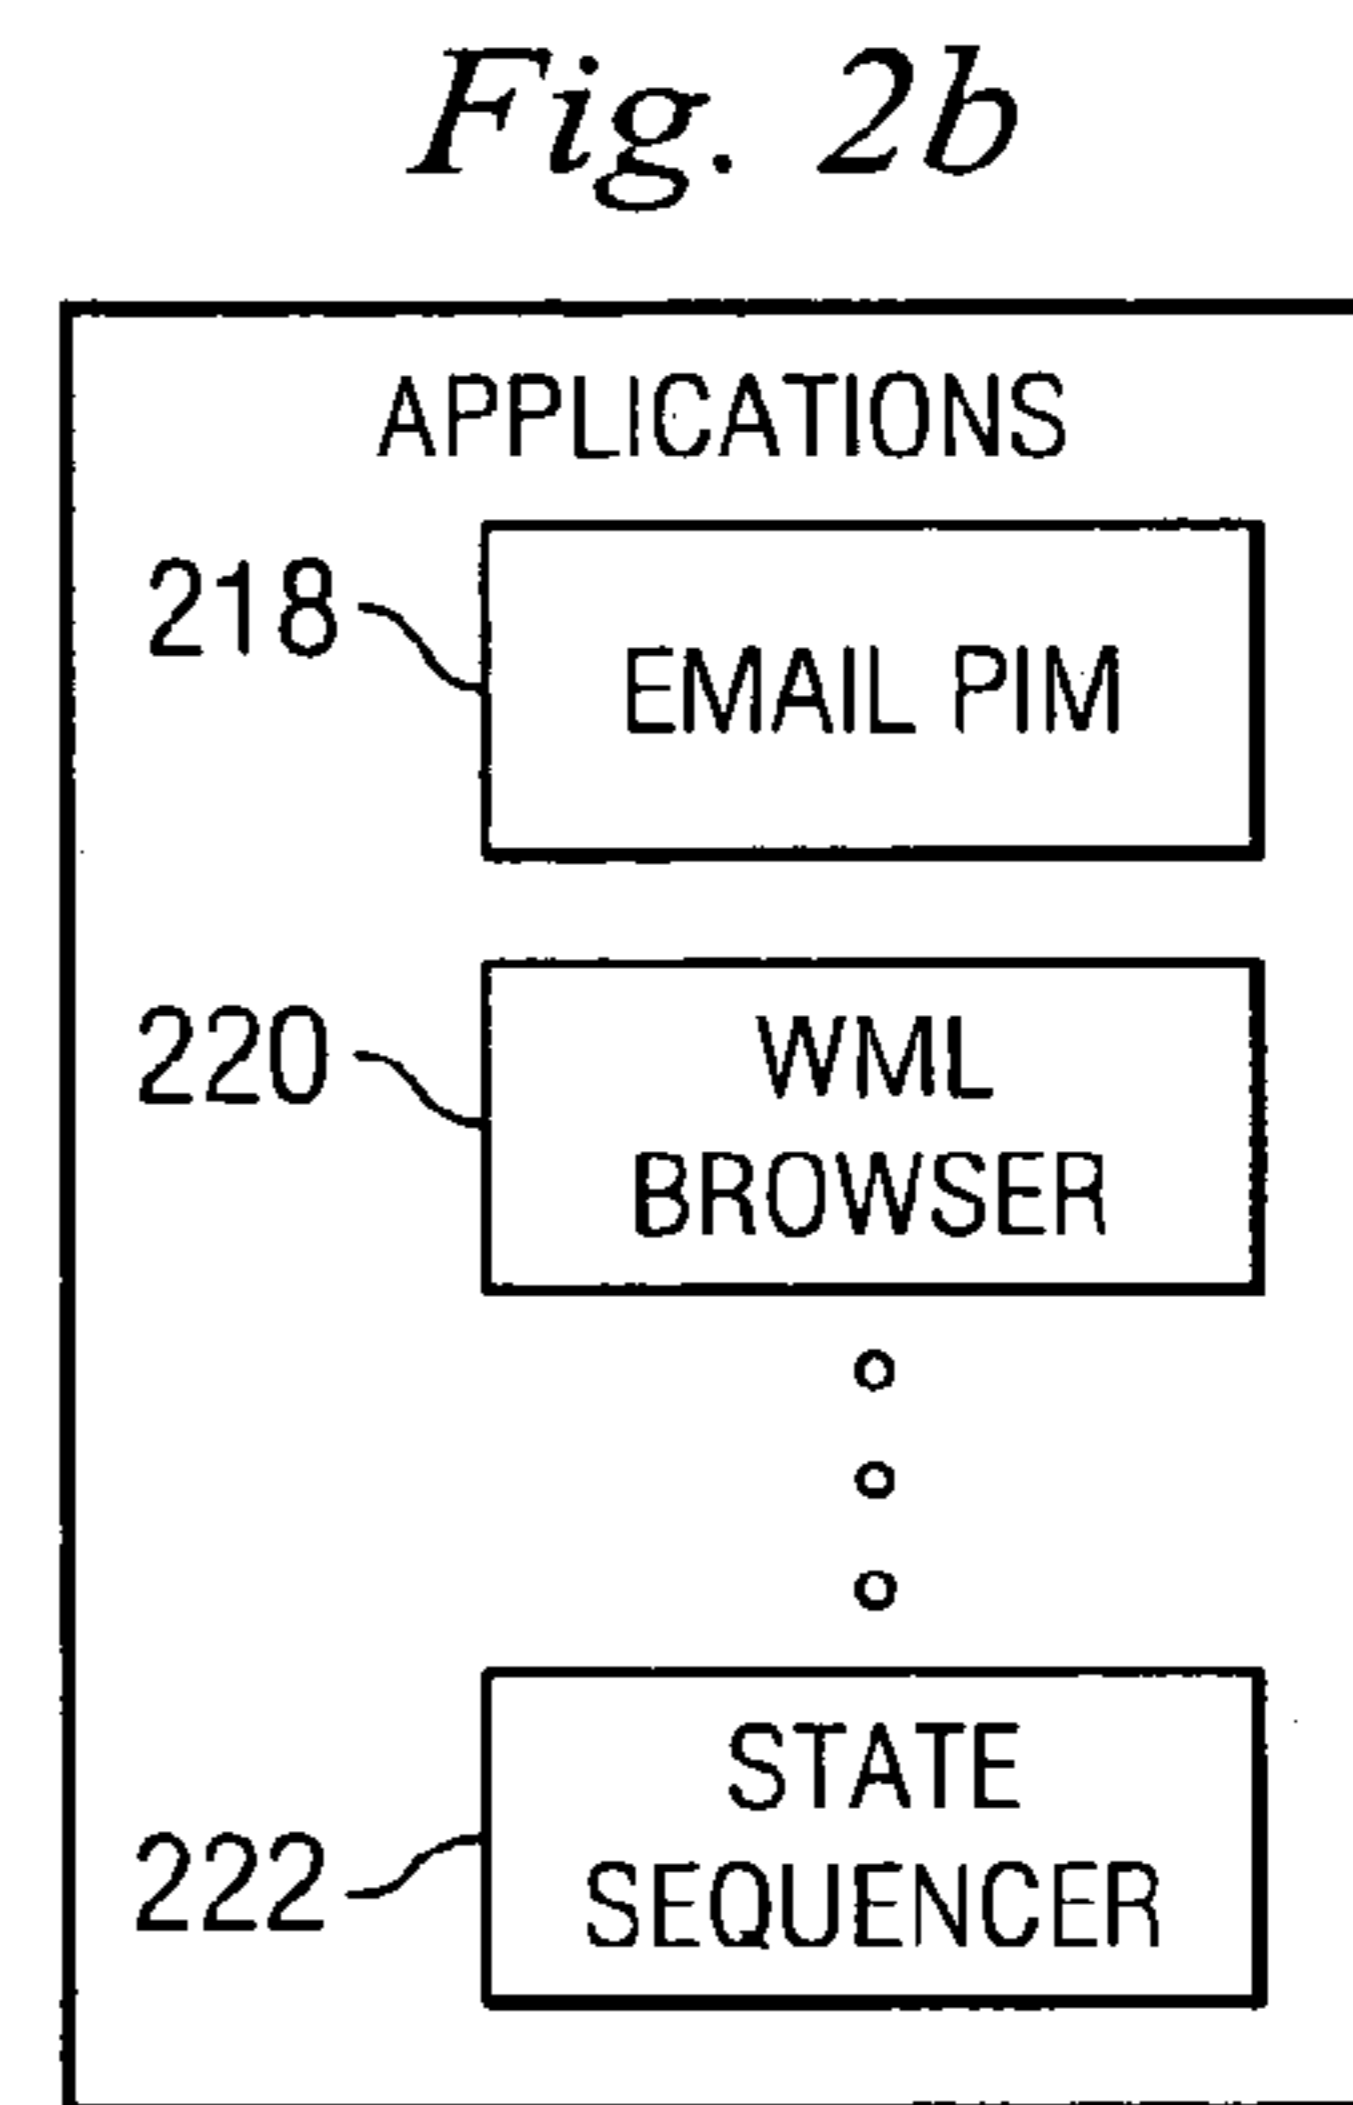 Fig. 2b
APPLICATIONS
218
EMAIL PIM
220
WML
BROWSER
222
STATE
SEQUENCER